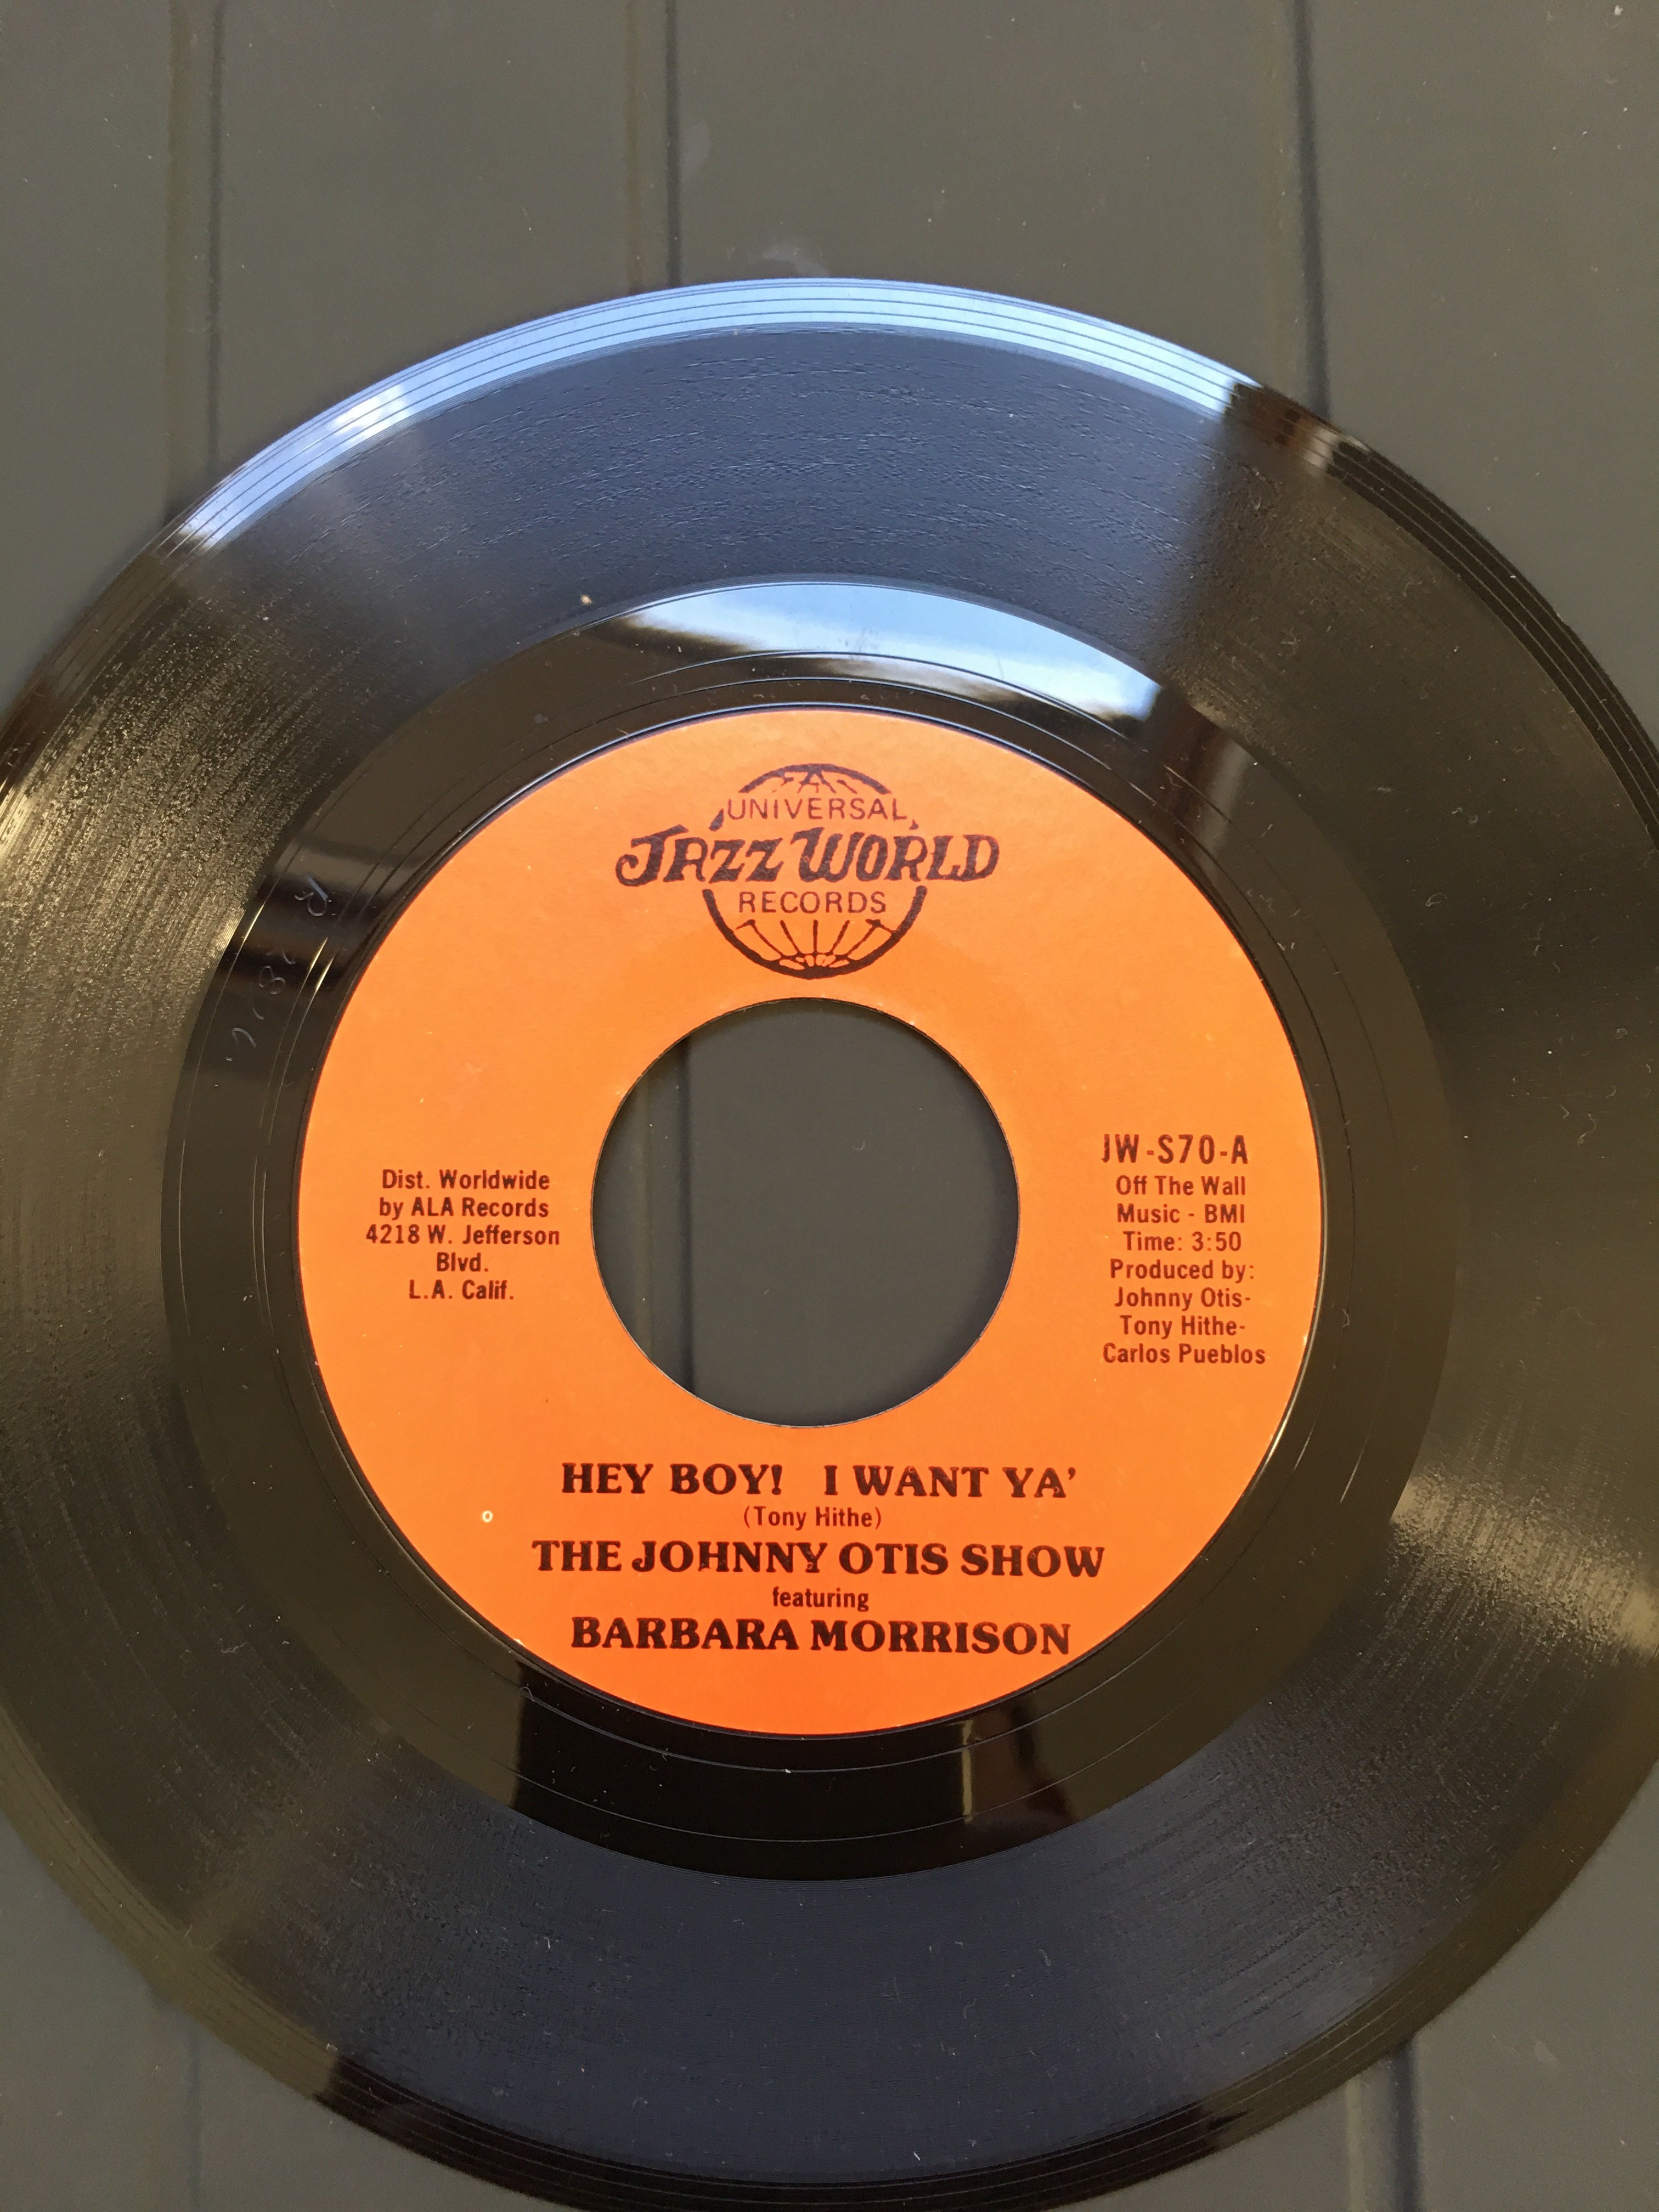 UNIVERSAL
JAZZ WORLD
RECORDS
Dist. Worldwide
by ALA Records
4218 W. Jefferson
Blvd.
L.A. Calif.
JW-S70-A
Off The Wall
Music - BMI
Time: 3:50
Produced by:
Johnny Otis-
Tony Hithe-
Carlos Pueblos
HEY BOY! I WANT YA'
(Tony Hithe)
THE JOHNNY OTIS SHOW
featuring
BARBARA MORRISON